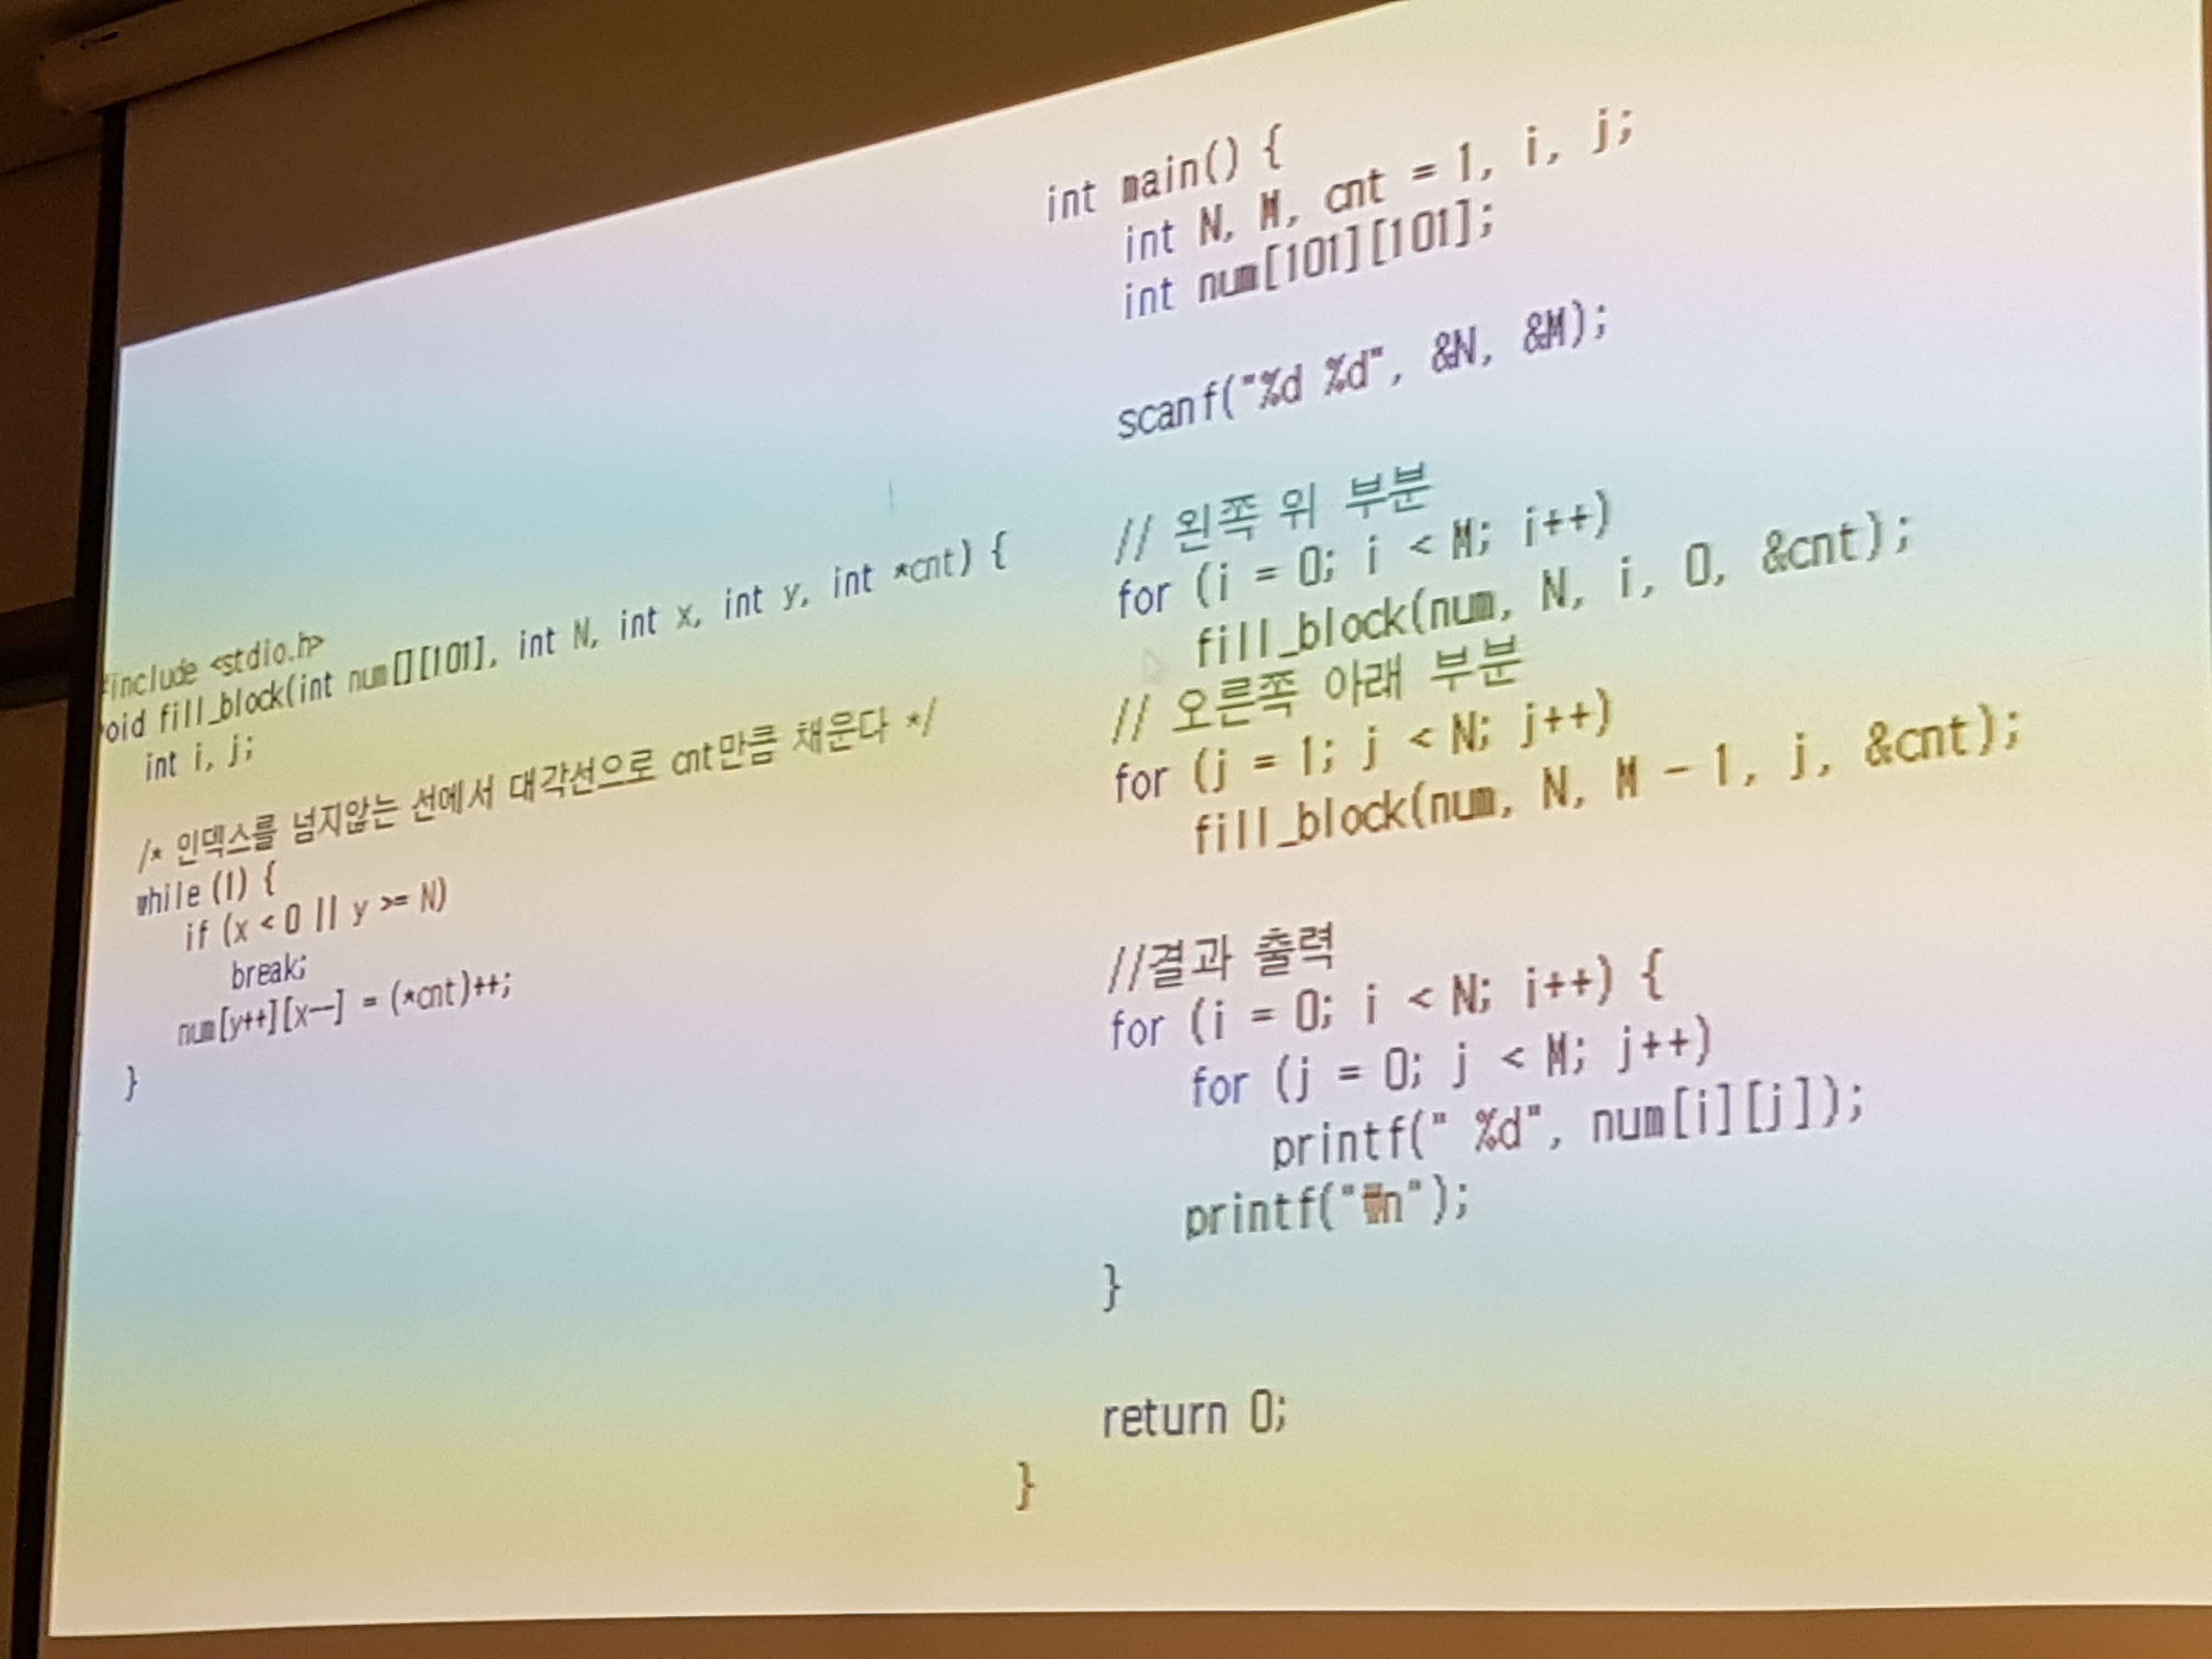 #include <stdio.h>
void fill_block(int num[][101], int N, int x, int y, int *cnt) {
int i, j;
/* 인덱스를 넘지않는 선에서 대각선으로 cnt만큼 채운다 */
while (1) {
if (x < 0 || y >= N)
break;
num[y++][x--] = (*cnt)++;
}
int main() {
int N, M, cnt = 1, i, j;
int num[101][101];
scanf("%d %d", &N, &M);
// 왼쪽 위 부분
for (i = 0; i < M; i++)
fill_block(num, N, i, 0, &cnt);
// 오른쪽 아래 부분
for (j = 1; j < N; j++)
fill_block(num, N, M - 1, j, &cnt);
//결과 출력
for (i = 0; i < N; i++) {
for (j = 0; j < M; j++)
printf(" %d", num[i][j]);
printf("₩n");
}
return 0;
}